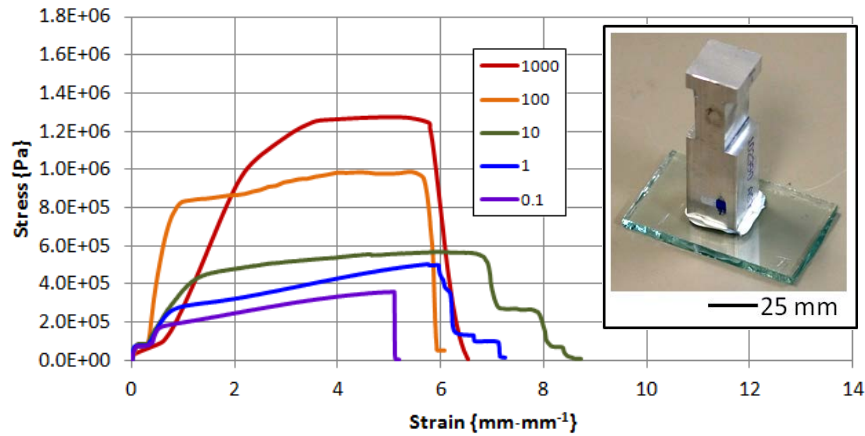 1.8E+06
1.6E+06
1.4E+06
1.2E+06
1.0E+06
8.0E+05
6.0E+05
4.0E+05
2.0E+05
0.0E+00
Stress {Pa}
1000
100
10
1
0.1
25 mm
0 2 4 6 8 10 12 14
Strain {mm-mm⁻¹}